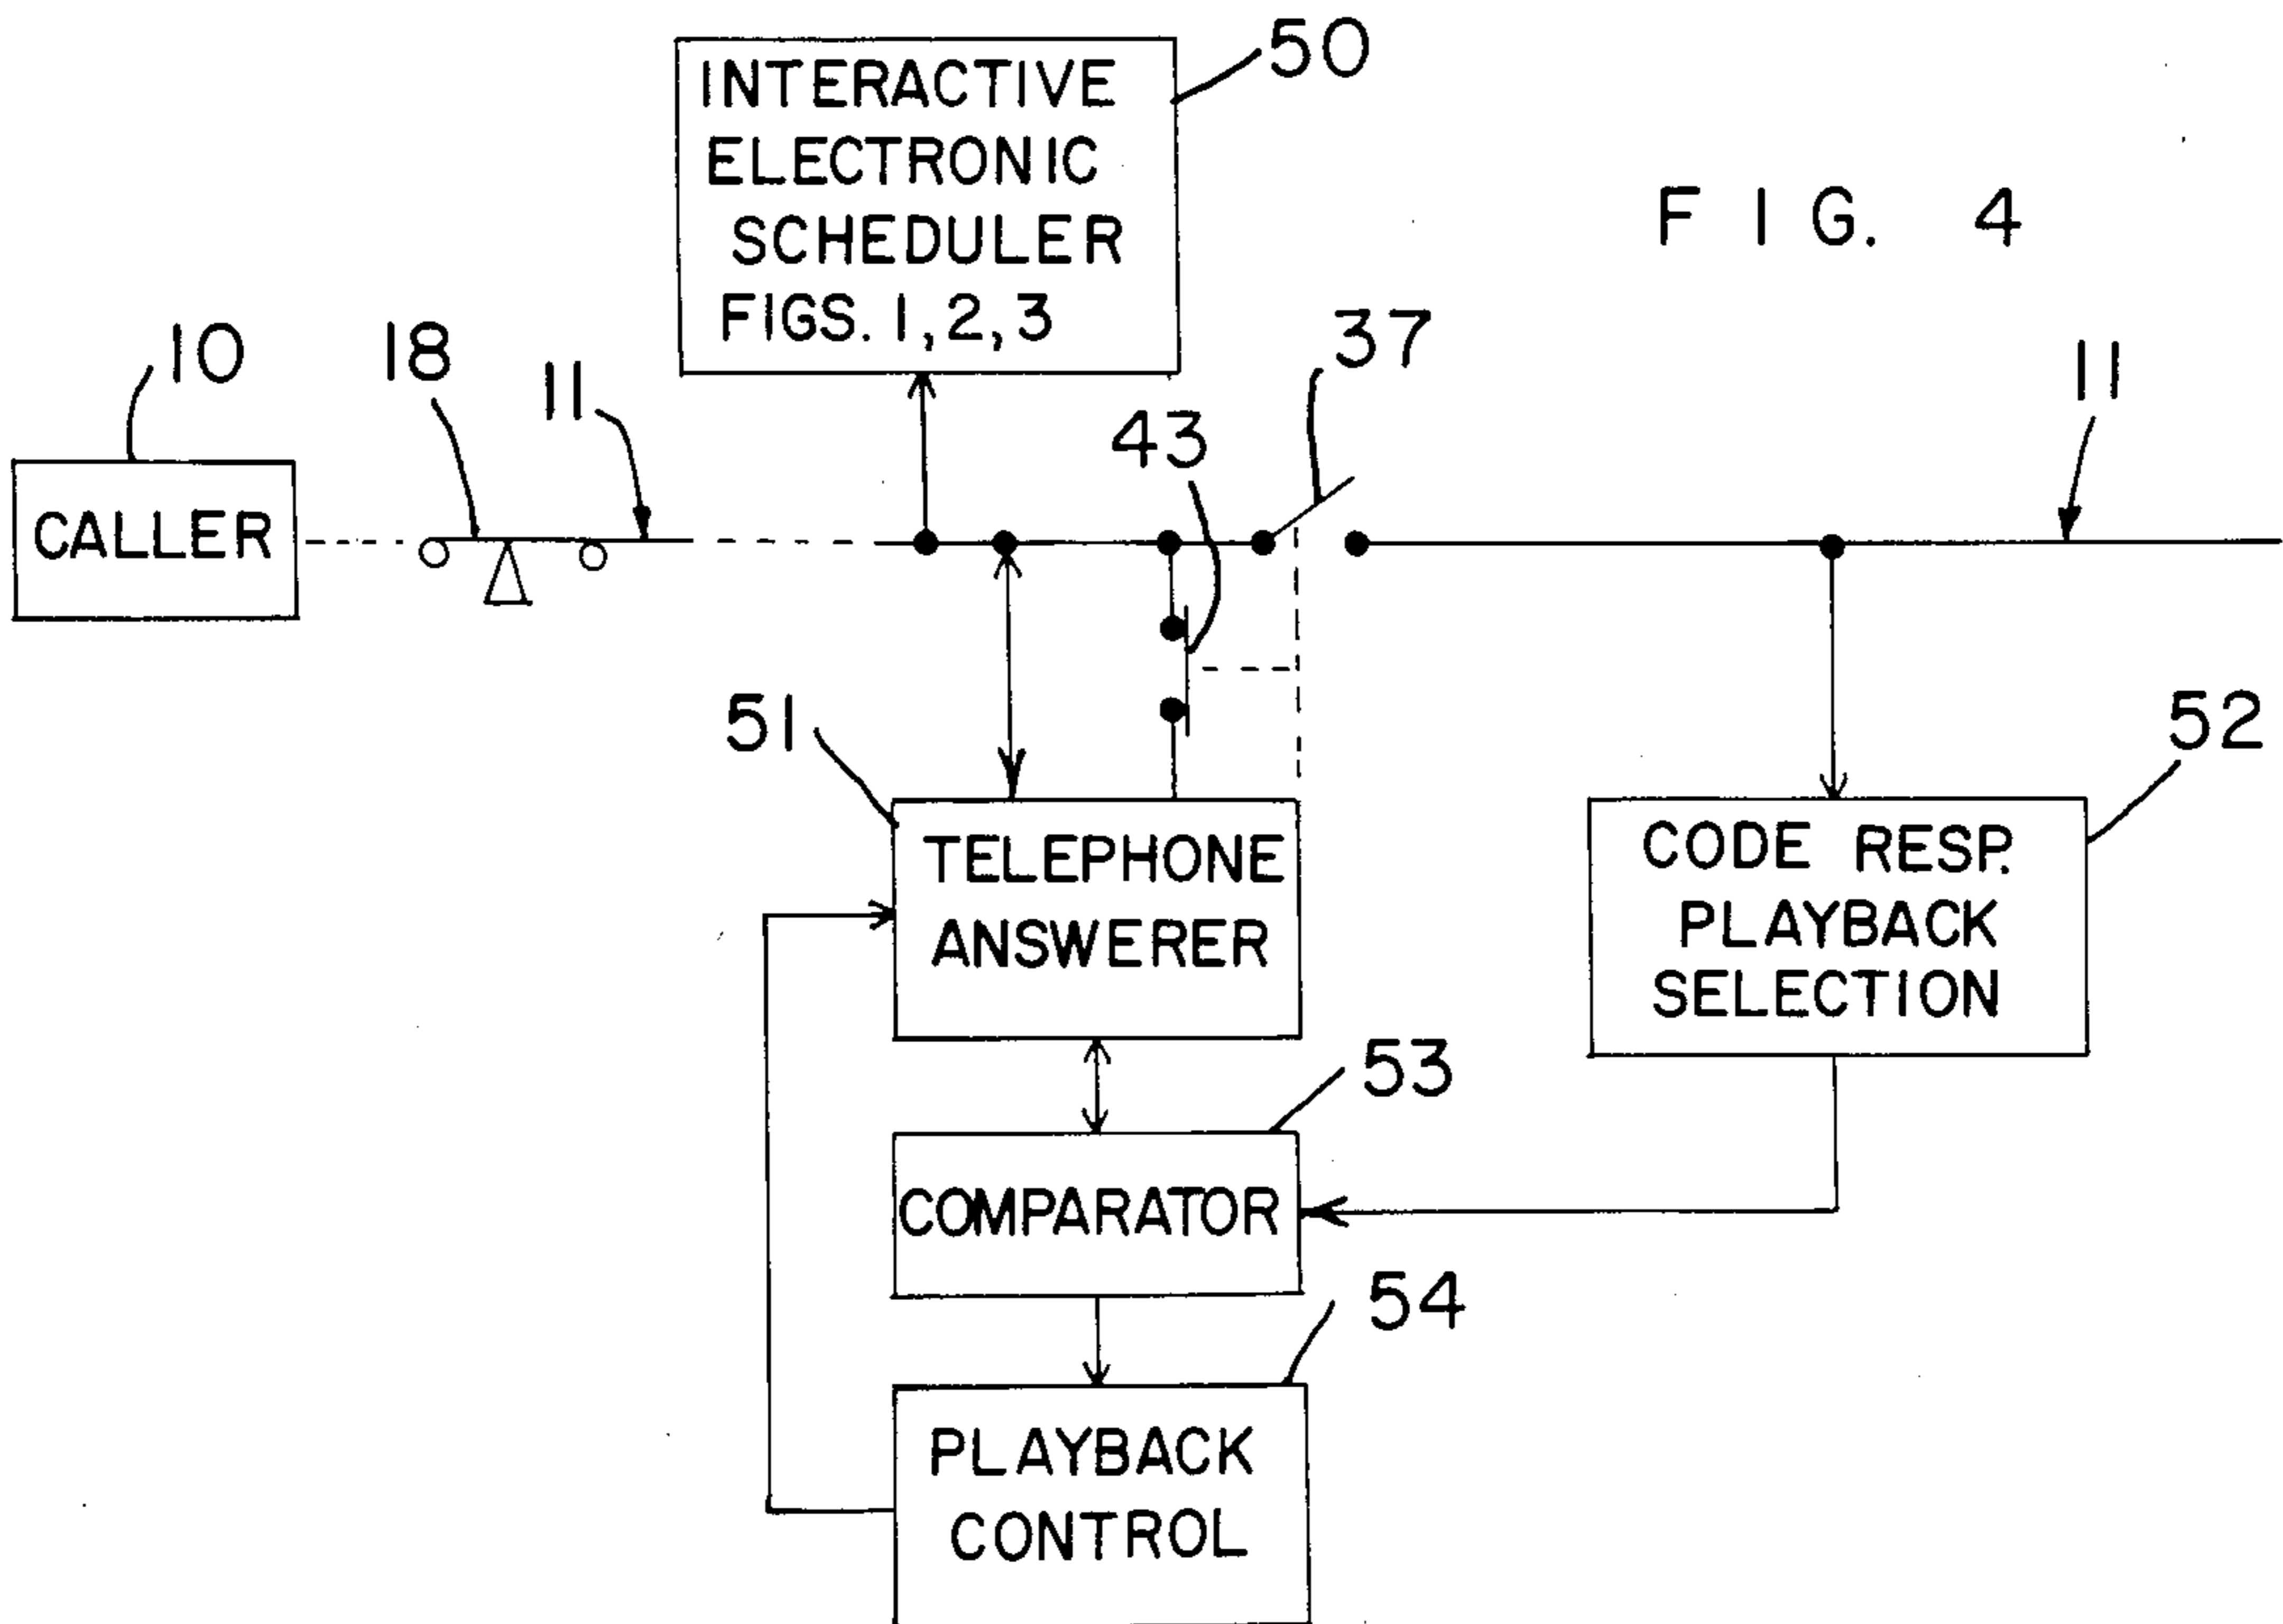 50
INTERACTIVE
ELECTRONIC
SCHEDULER
FIGS. 1, 2, 3
FIG. 4
10
18
11
37
11
43
CALLER
51
52
TELEPHONE
ANSWERER
CODE RESP.
PLAYBACK
SELECTION
53
COMPARATOR
54
PLAYBACK
CONTROL